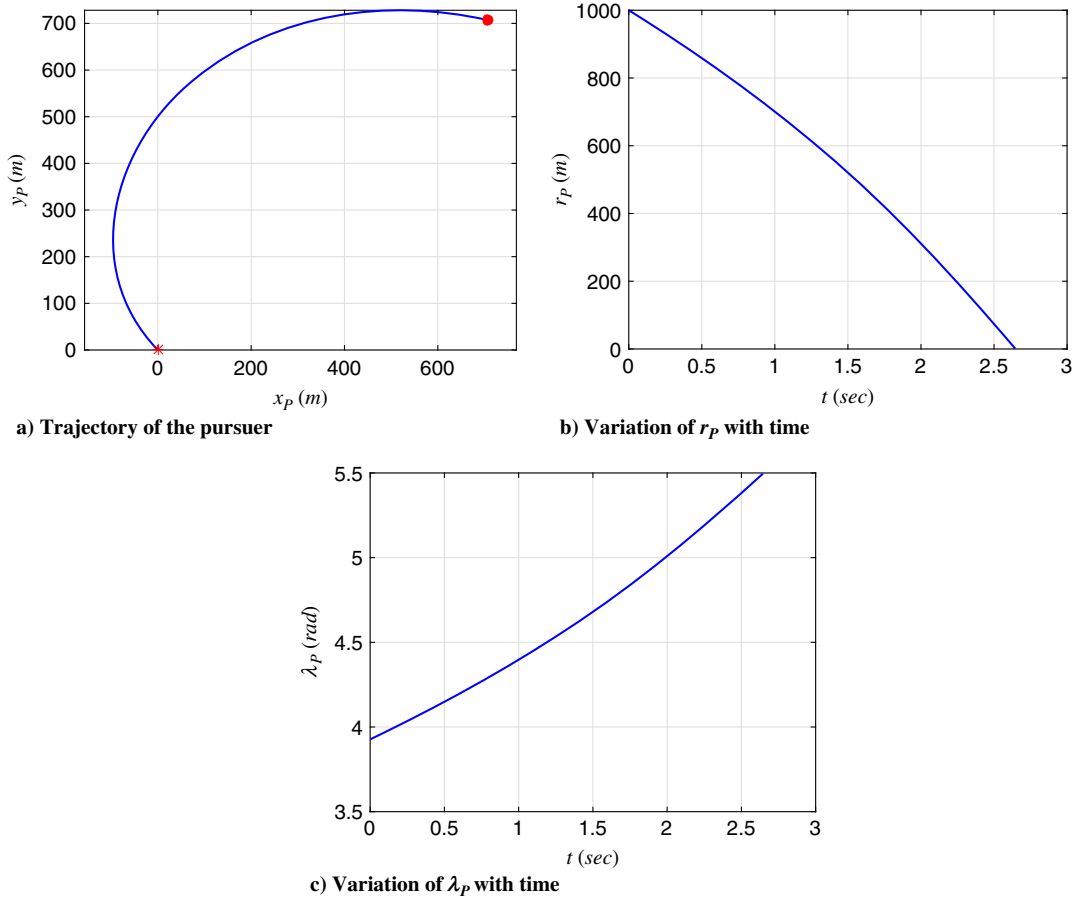 700
600
500
400
300
200
100
0
y_P (m)
0 200 400 600
x_P (m)
a) Trajectory of the pursuer
1000
800
600
400
200
0
r_P (m)
0 0.5 1 1.5 2 2.5 3
t (sec)
b) Variation of r_P with time
5.5
5
4.5
4
3.5
λ_P (rad)
0 0.5 1 1.5 2 2.5 3
t (sec)
c) Variation of λ_P with time